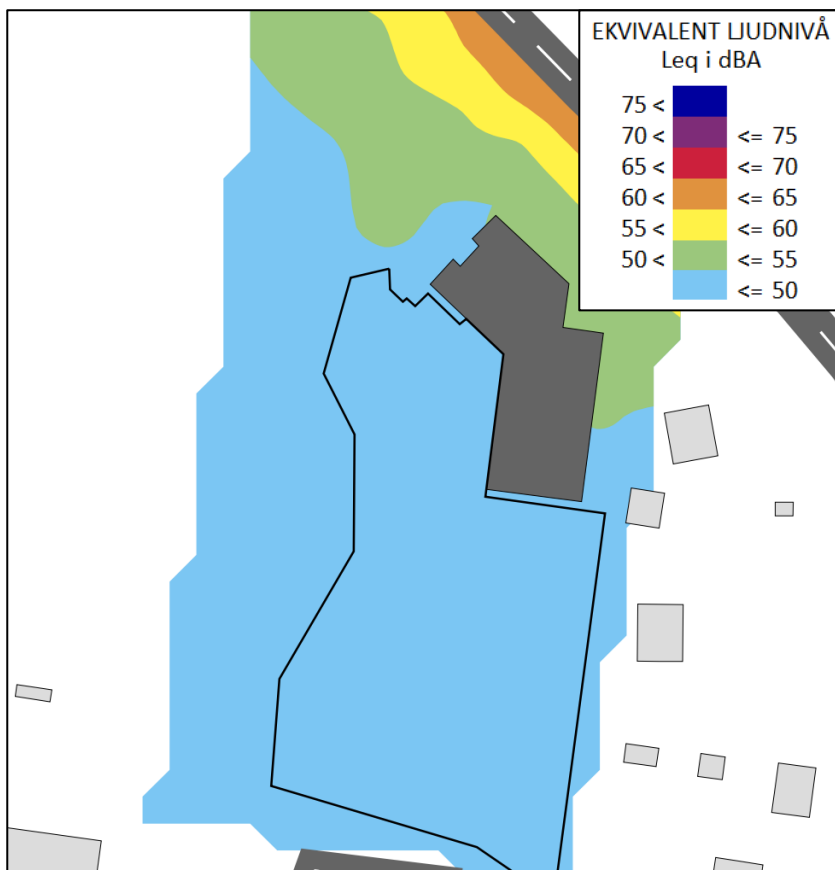 EKVIVALENT LJUDNIVÅ
Leq i dBA
75 <
70 < <= 75
65 < <= 70
60 < <= 65
55 < <= 60
50 < <= 55
<= 50